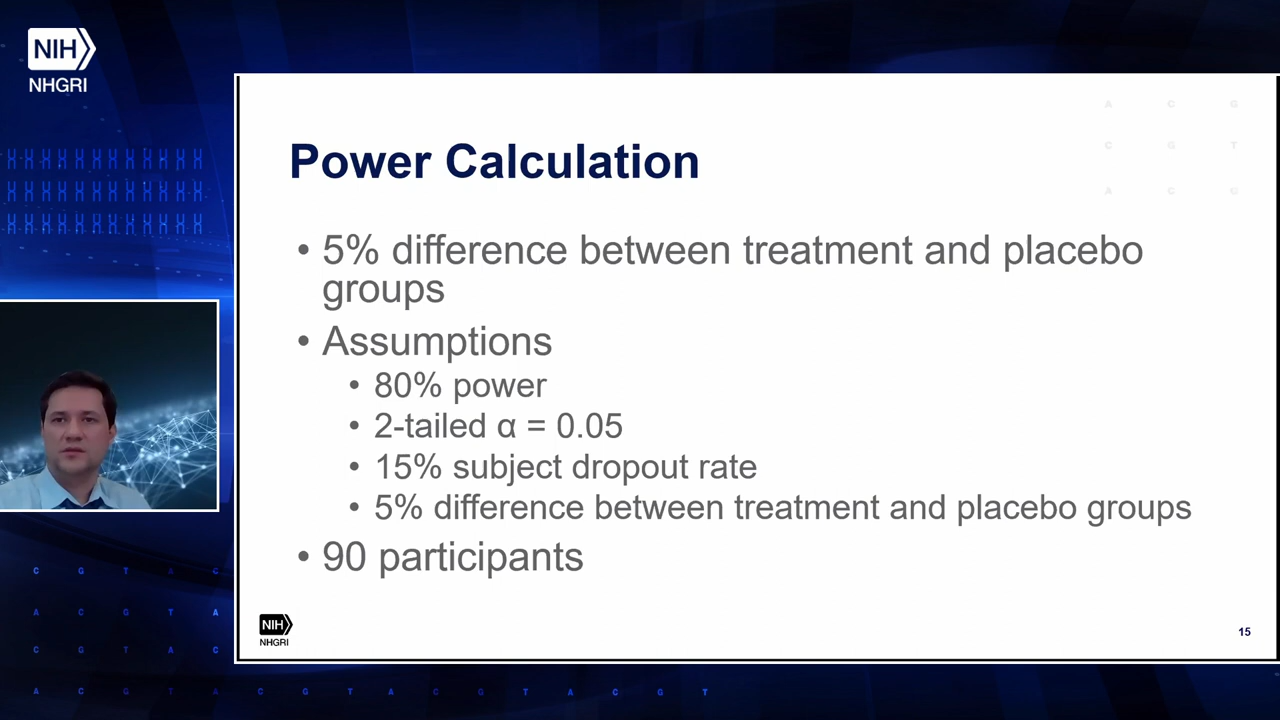 NIH
NHGRI
A C G
C G T
A C G
Power Calculation
• 5% difference between treatment and placebo
groups
• Assumptions
• 80% power
• 2-tailed α = 0.05
• 15% subject dropout rate
• 5% difference between treatment and placebo groups
• 90 participants
NIH
NHGRI
15
C G T A C
A C G T A
C G T A C
A C G T A C G T A C G T A C G T